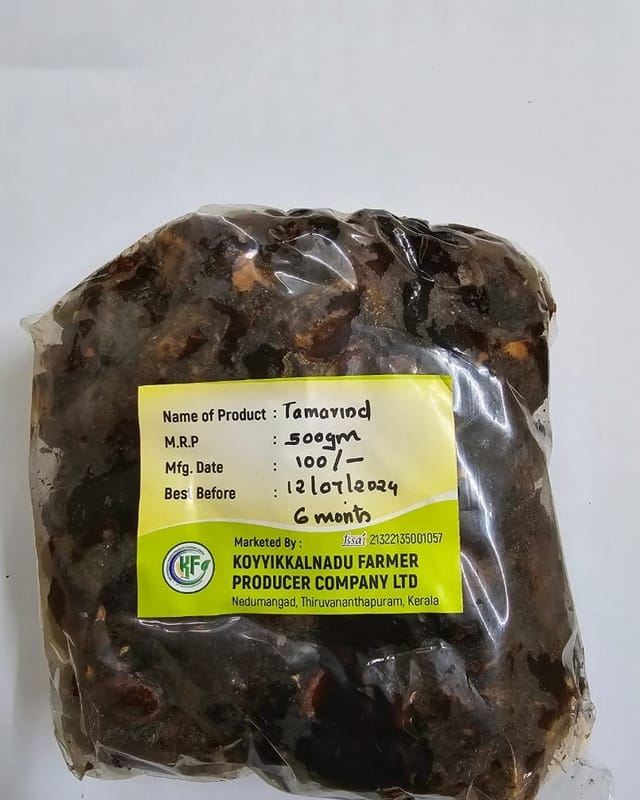 Name of Product : Tamarind
M.R.P : 500gm
Mfg. Date : 100/-
Best Before : 12/07/2024
6 monts
Marketed By : fssai 21322135001057
KF
KOYYIKKALNADU FARMER
PRODUCER COMPANY LTD
Nedumangad, Thiruvananthapuram, Kerala